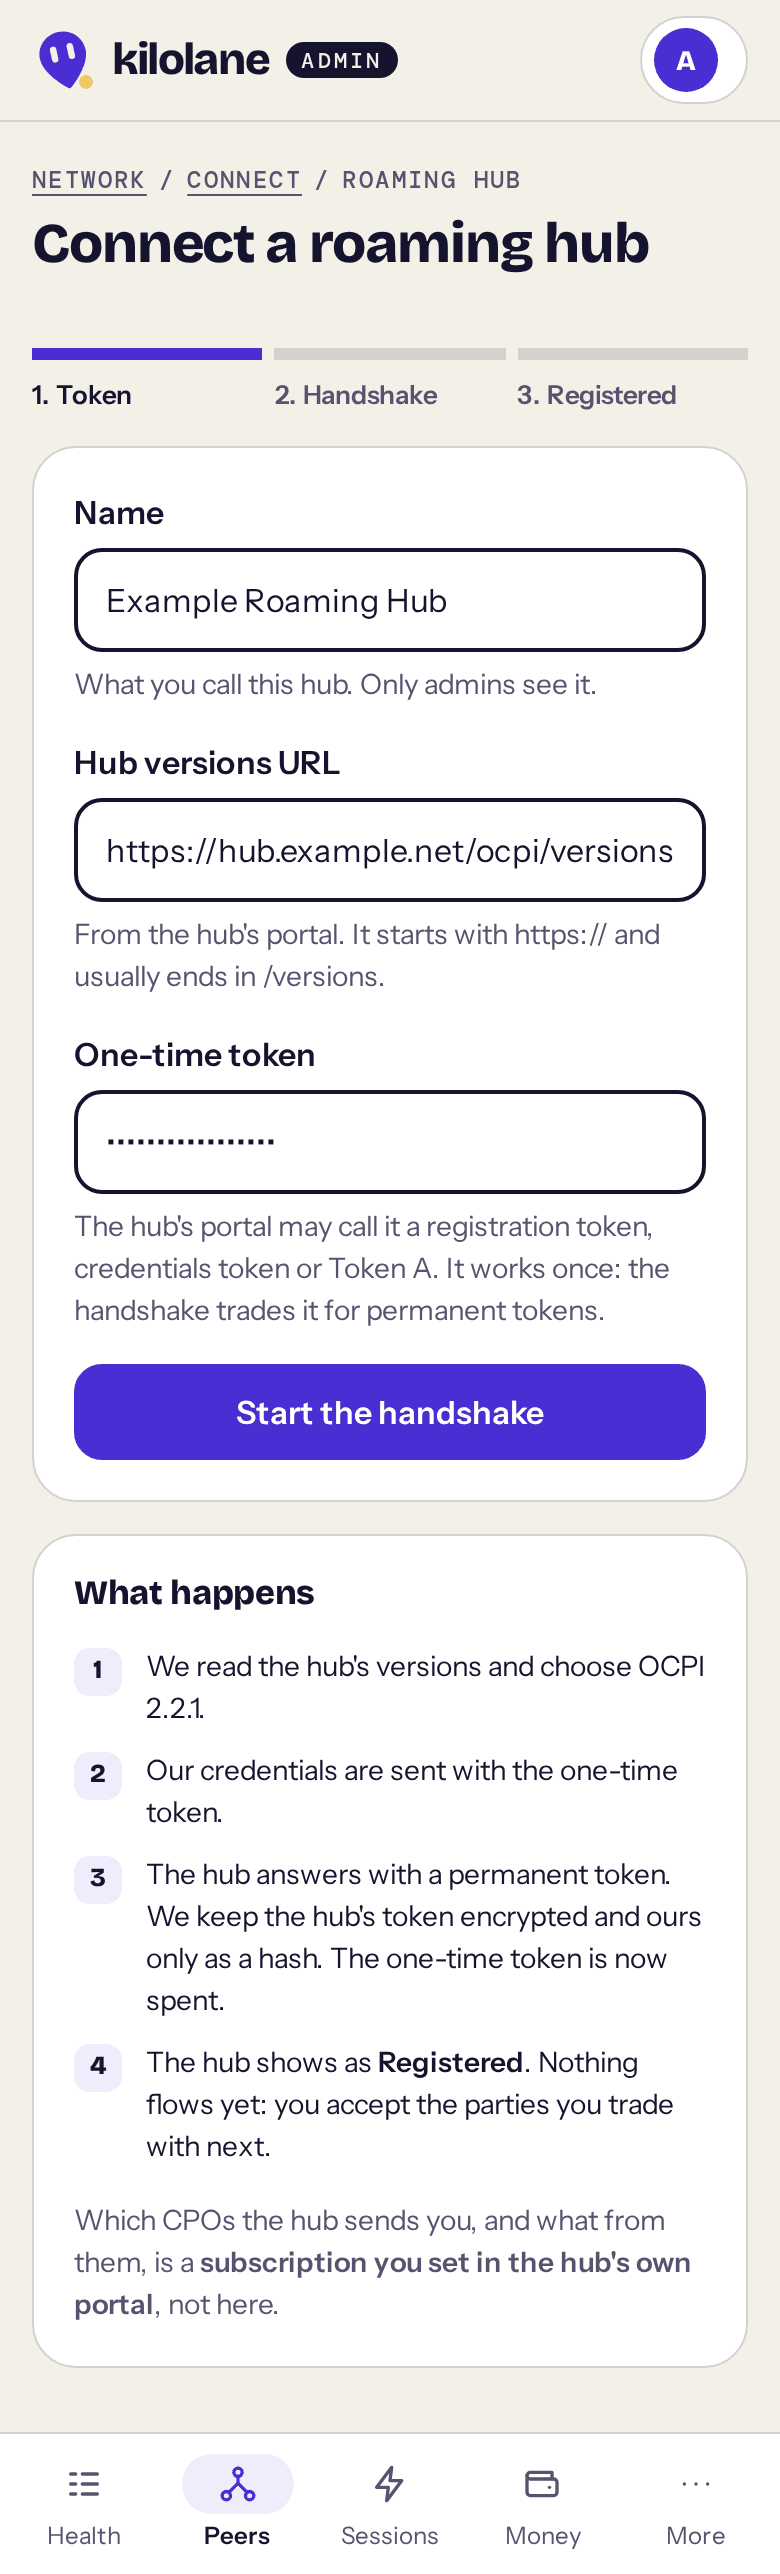 kilolane ADMIN A
NETWORK / CONNECT / ROAMING HUB
Connect a roaming hub
1. Token 2. Handshake 3. Registered
Name
Example Roaming Hub
What you call this hub. Only admins see it.
Hub versions URL
https://hub.example.net/ocpi/versions
From the hub's portal. It starts with https:// and
usually ends in /versions.
One-time token
•••••••••••••••••
The hub's portal may call it a registration token,
credentials token or Token A. It works once: the
handshake trades it for permanent tokens.
Start the handshake
What happens
1 We read the hub's versions and choose OCPI
2.2.1.
2 Our credentials are sent with the one-time
token.
3 The hub answers with a permanent token.
We keep the hub's token encrypted and ours
only as a hash. The one-time token is now
spent.
4 The hub shows as Registered. Nothing
flows yet: you accept the parties you trade
with next.
Which CPOs the hub sends you, and what from
them, is a subscription you set in the hub's own
portal, not here.
Health Peers Sessions Money More